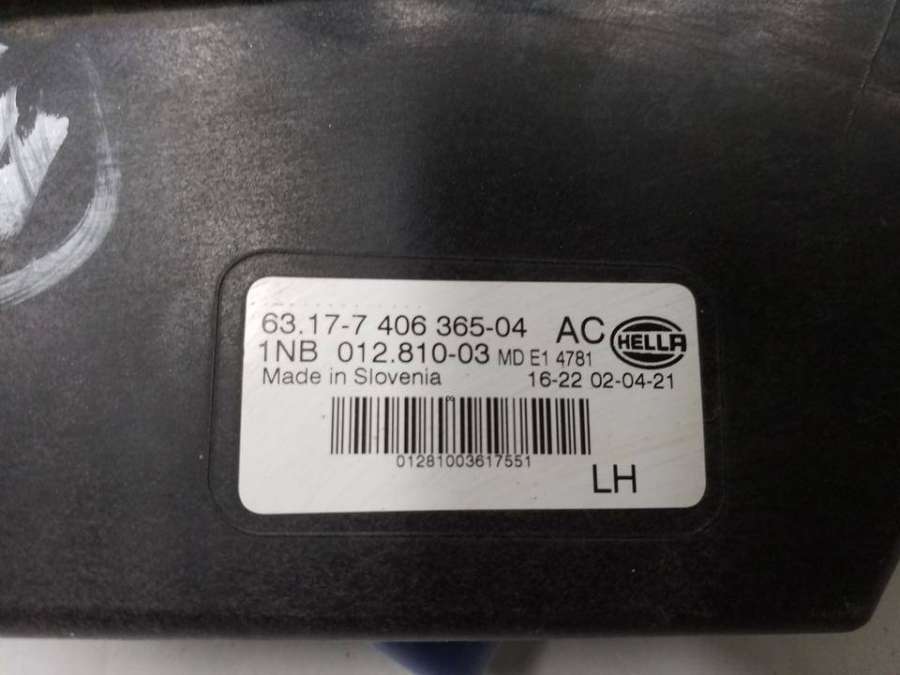 63.17-7 406 365-04 AC HELLA
1NB 012.810-03 MD E1 4781
Made in Slovenia 16-22 02-04-21
8
01281003617551
LH